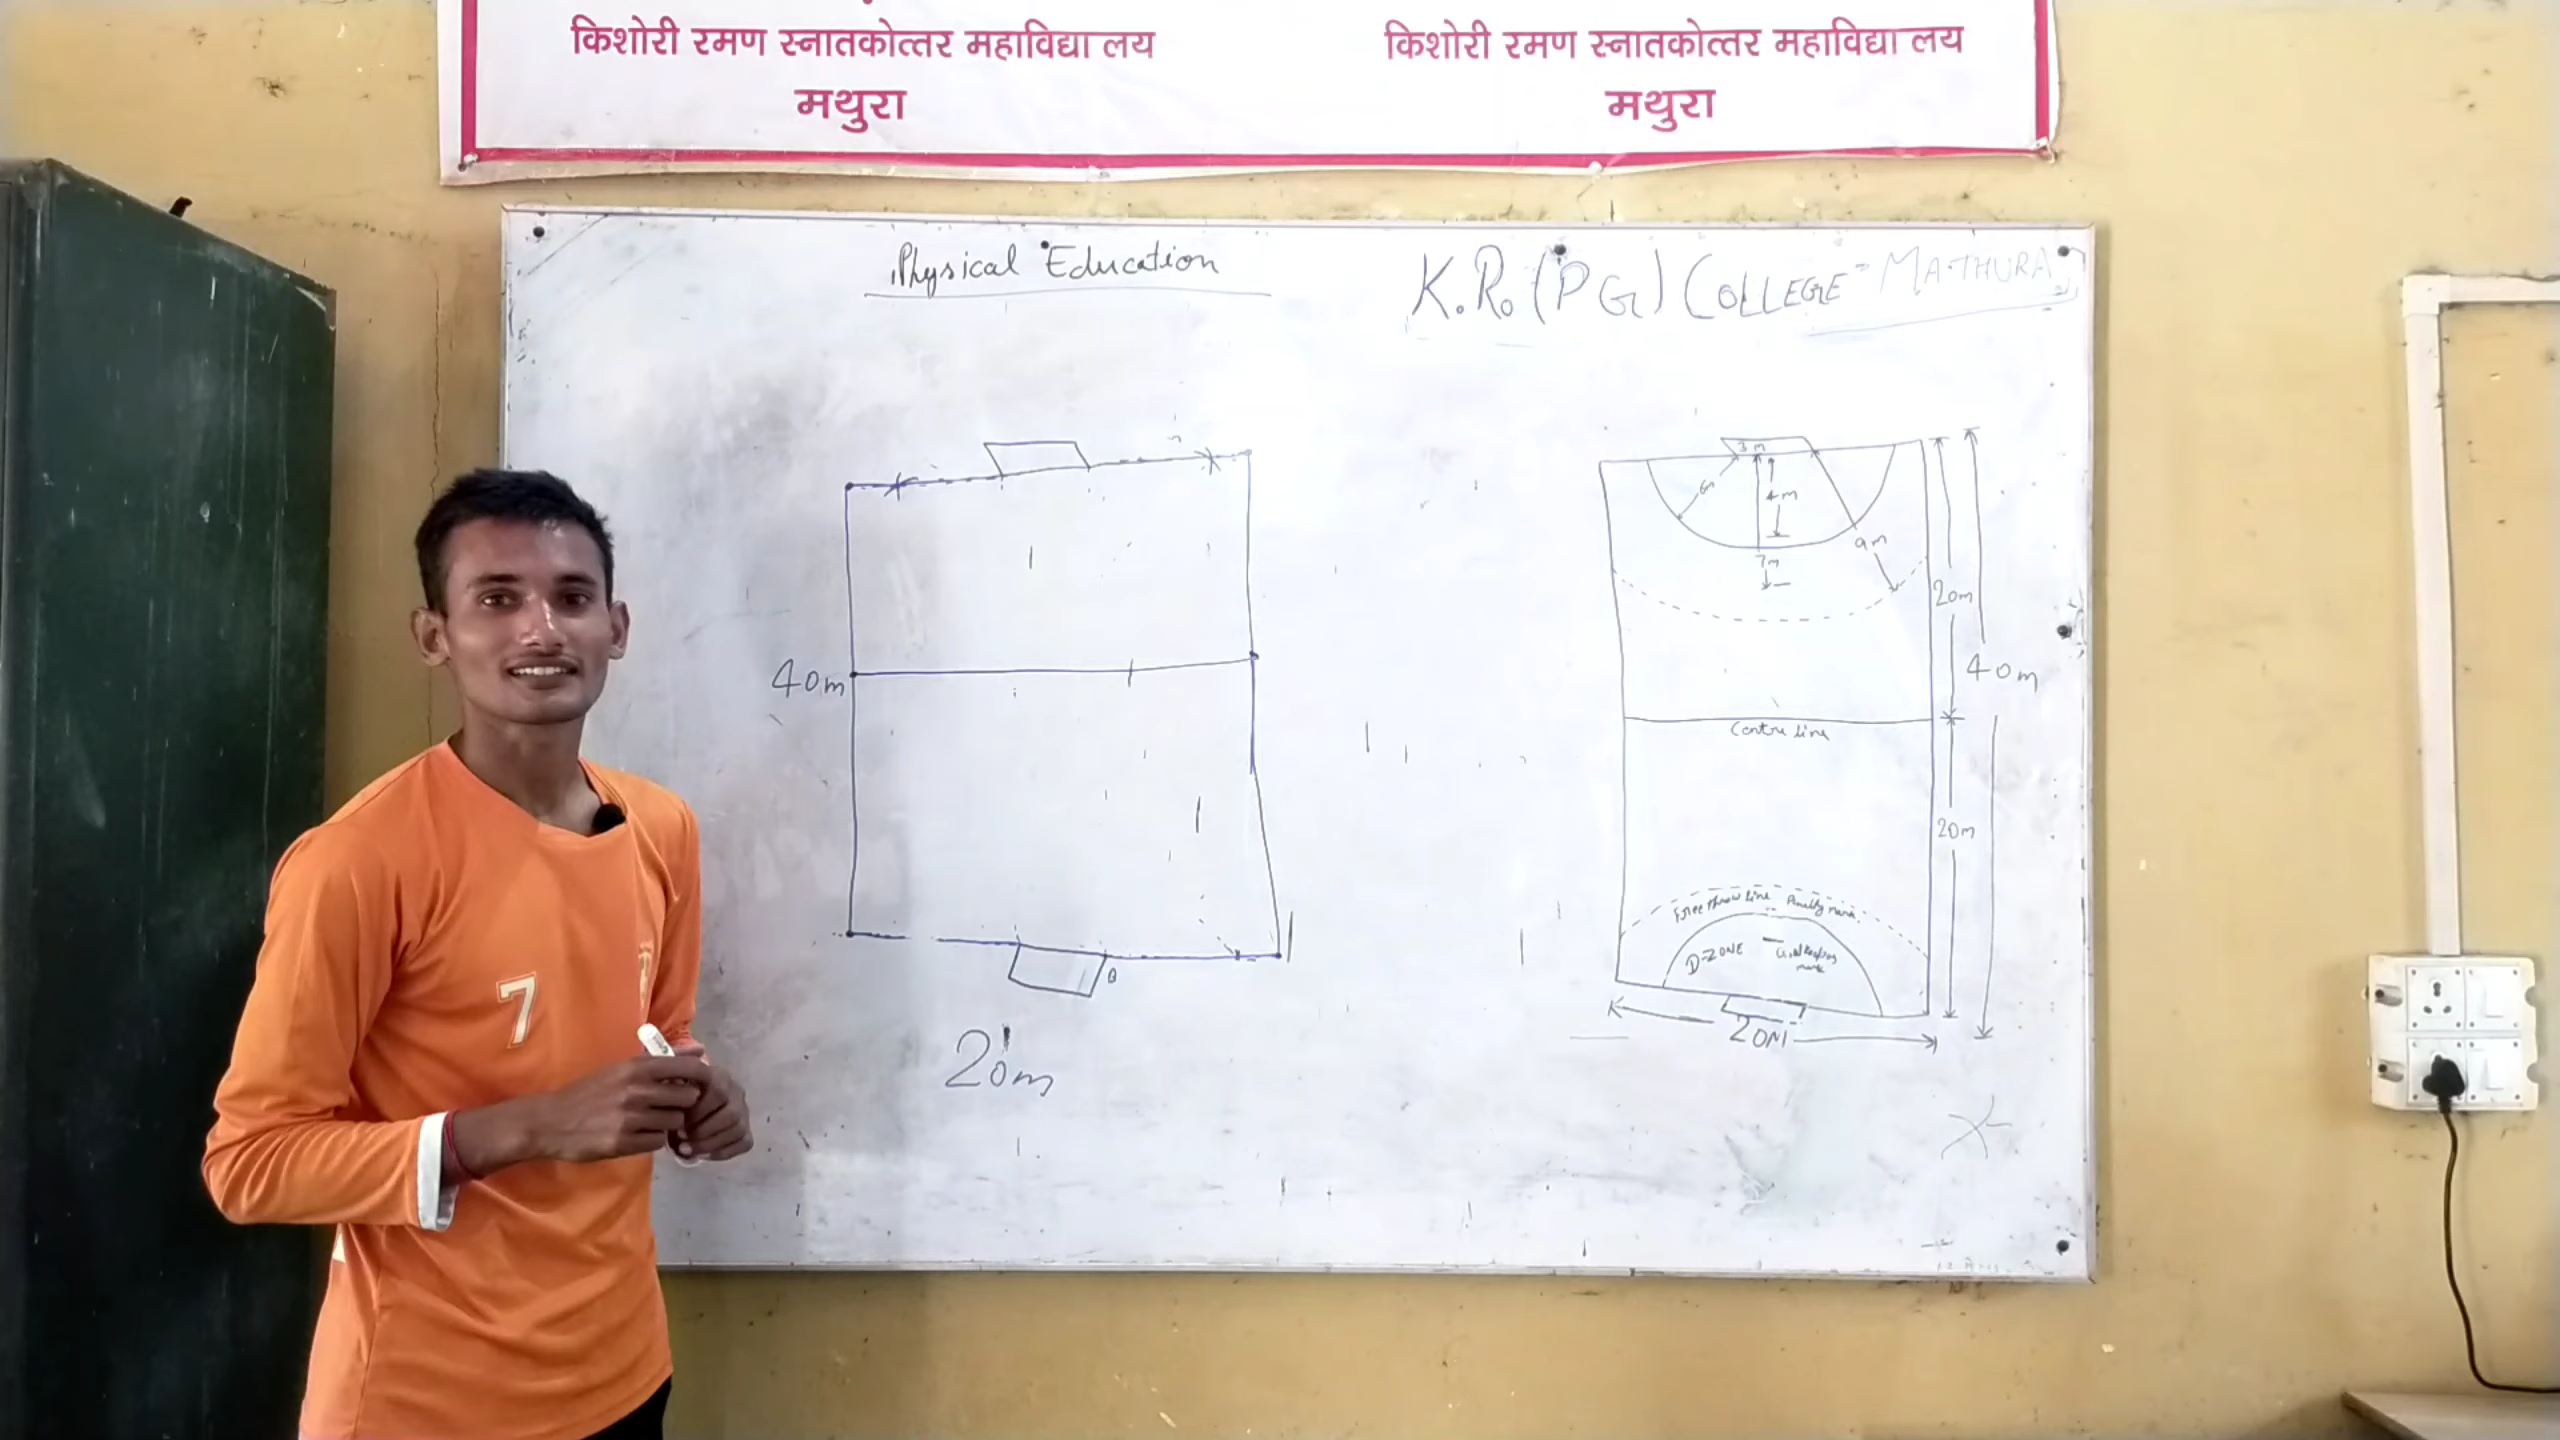 किशोरी रमण स्नातकोत्तर महाविद्यालय
मथुरा
किशोरी रमण स्नातकोत्तर महाविद्यालय
मथुरा
Physical Education
K.R. (PG) COLLEGE - MATHURA
40m
20m
3m
6m
4m
7m
9m
20m
40m
Centre line
20m
Free throw line
D-ZONE
20m
7